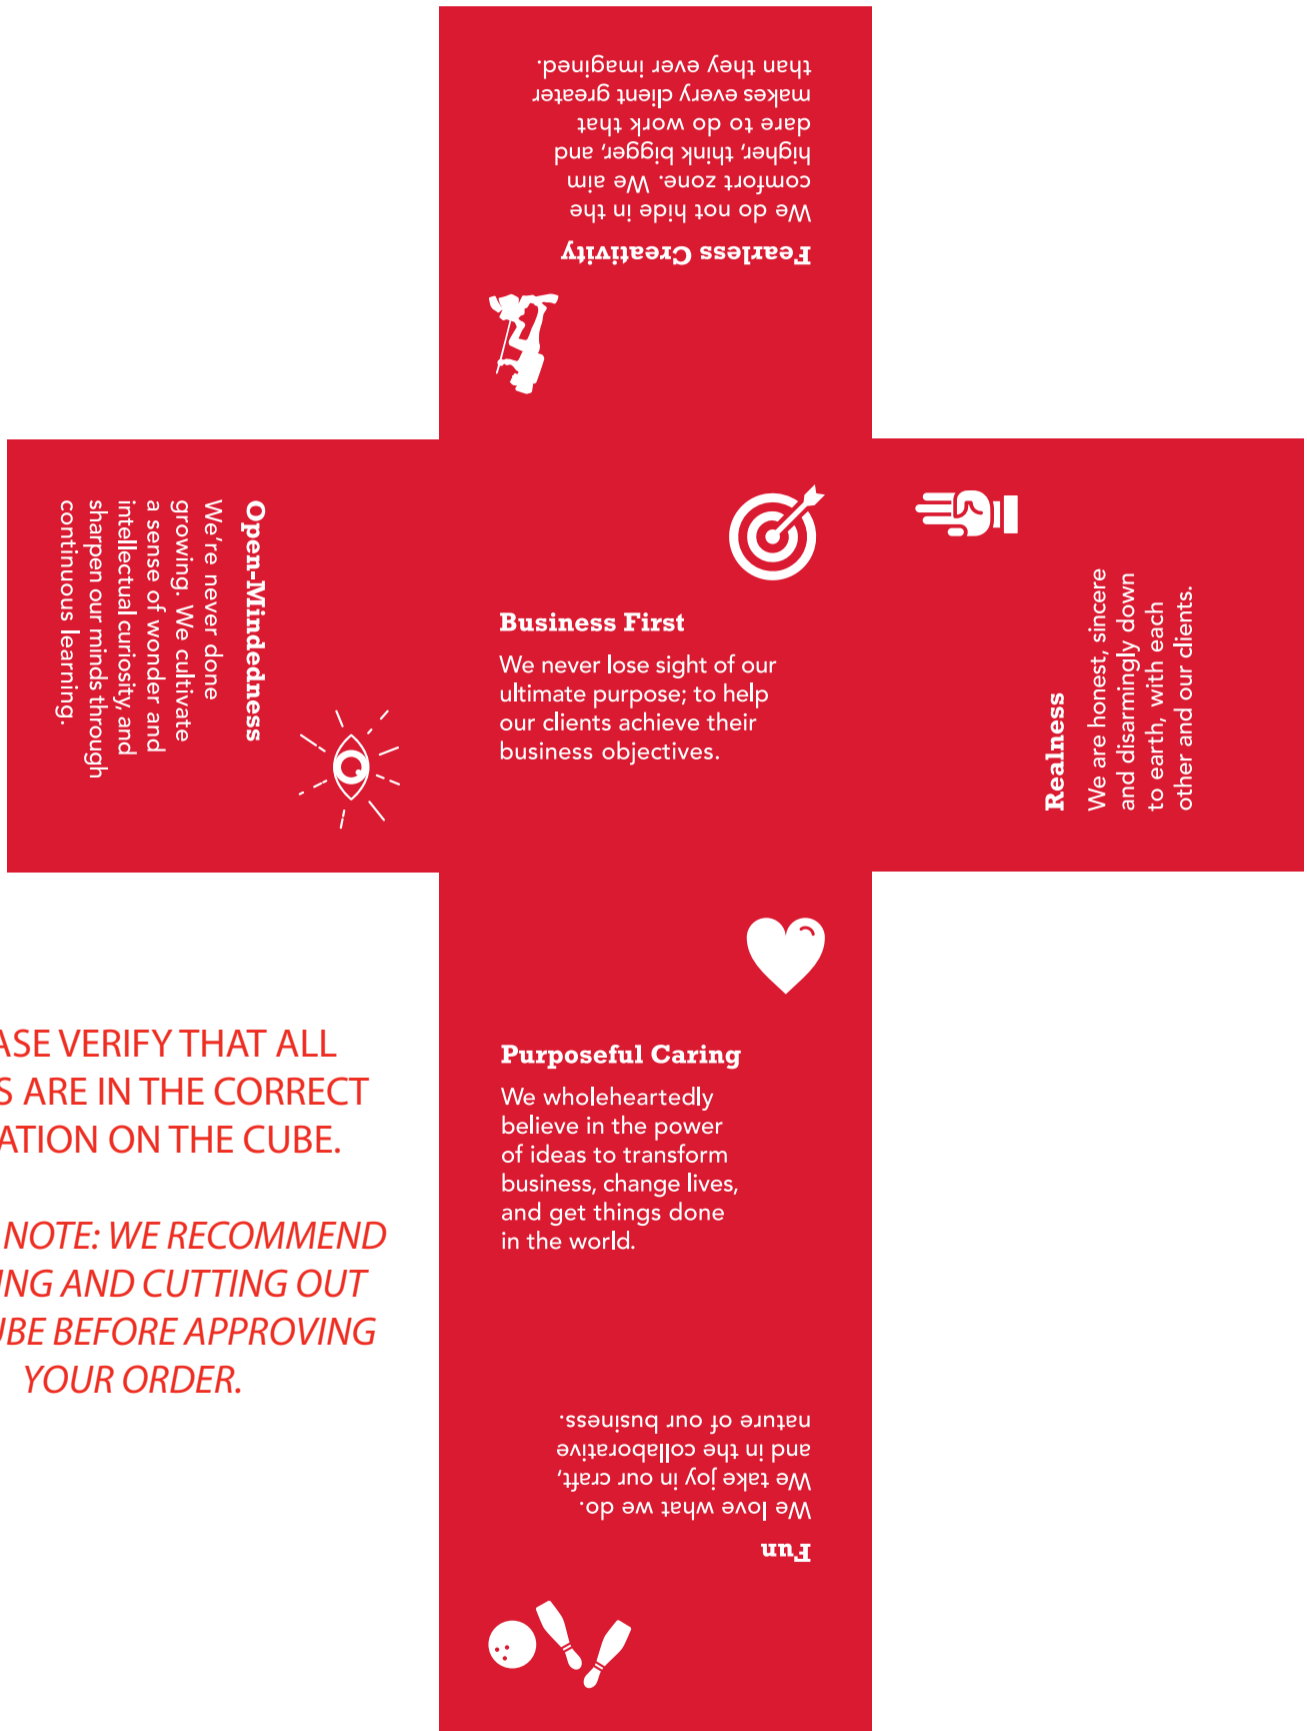 Fearless Creativity
We do not hide in the
comfort zone. We aim
higher, think bigger, and
dare to do work that
makes every client greater
than they ever imagined.
Open-Mindedness
We're never done
growing. We cultivate
a sense of wonder and
intellectual curiosity, and
sharpen our minds through
continuous learning.
Business First
We never lose sight of our
ultimate purpose; to help
our clients achieve their
business objectives.
Realness
We are honest, sincere
and disarmingly down
to earth, with each
other and our clients.
Purposeful Caring
We wholeheartedly
believe in the power
of ideas to transform
business, change lives,
and get things done
in the world.
Fun
We love what we do.
We take joy in our craft,
and in the collaborative
nature of our business.
ASE VERIFY THAT ALL
S ARE IN THE CORRECT
ATION ON THE CUBE.
NOTE: WE RECOMMEND
ING AND CUTTING OUT
UBE BEFORE APPROVING
YOUR ORDER.